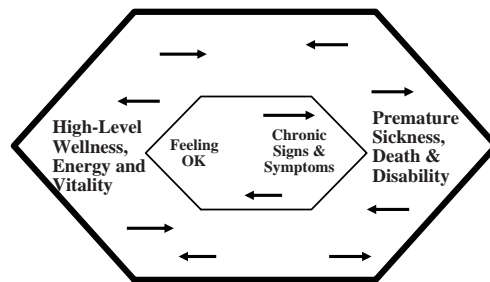 High-Level
Wellness,
Energy and
Vitality
Feeling
OK
Chronic
Signs &
Symptoms
Premature
Sickness,
Death &
Disability